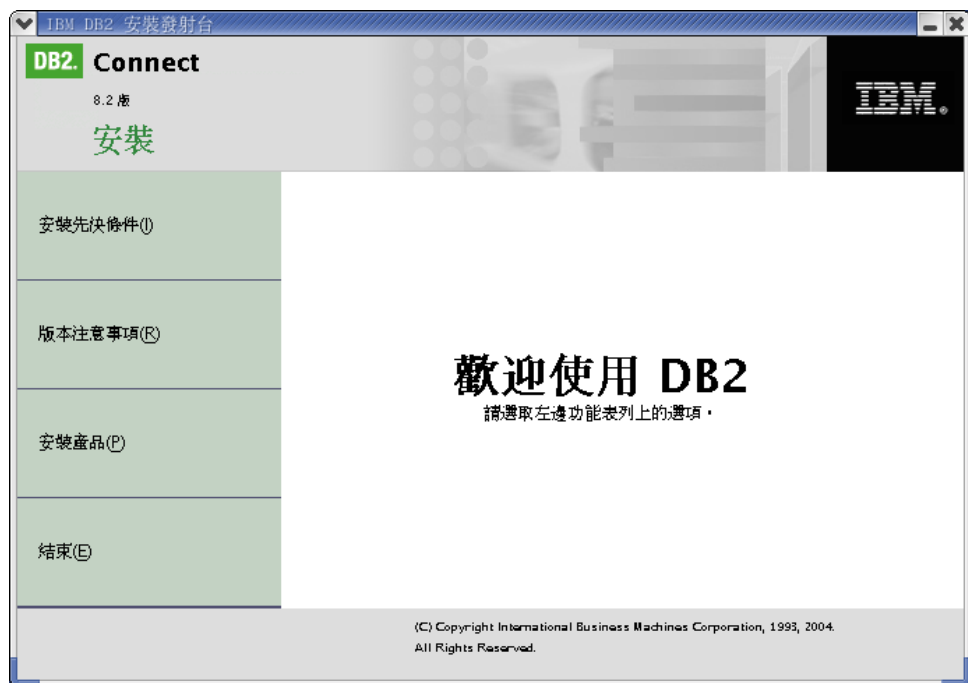 IBM DB2 安裝發射台
DB2. Connect
8.2 版
安裝
IBM
安裝先決條件(I)
版本注意事項(R)
安裝產品(P)
結束(E)
歡迎使用 DB2
請選取左邊功能表列上的選項。
(C) Copyright International Business Machines Corporation, 1993, 2004.
All Rights Reserved.